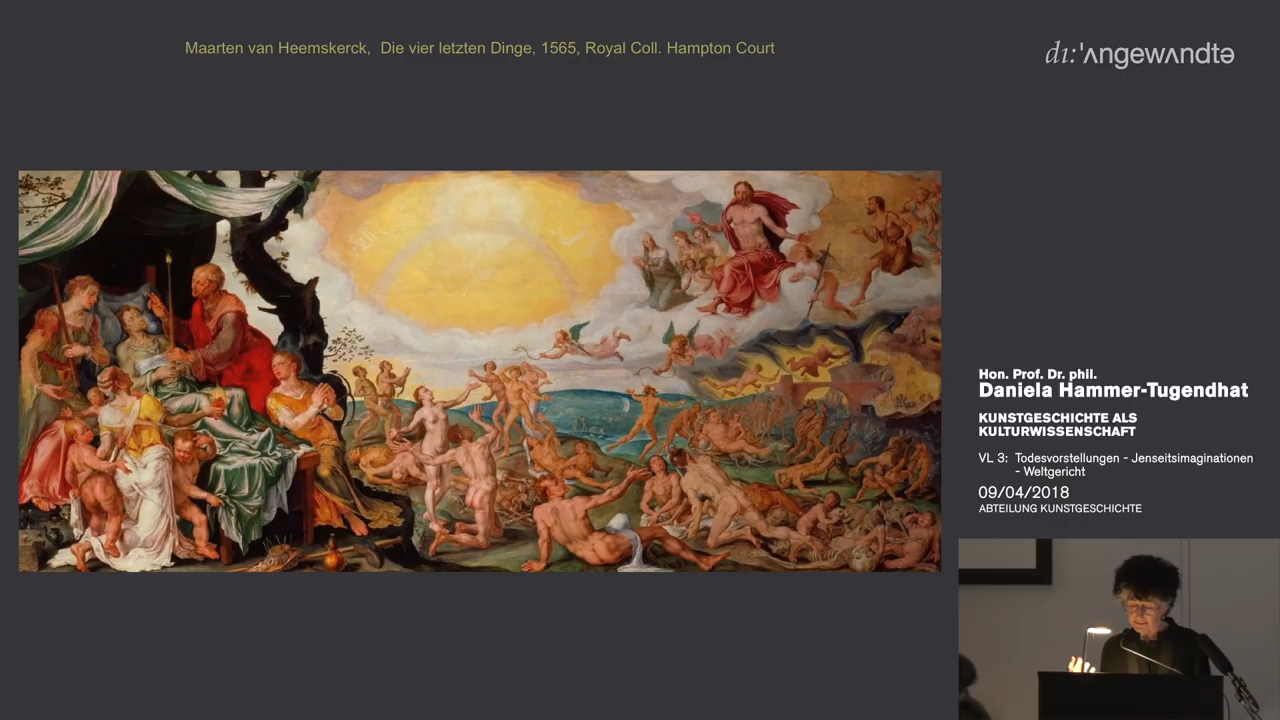 Maarten van Heemskerck, Die vier letzten Dinge, 1565, Royal Coll. Hampton Court
dı:ˈʌngewʌndtə
Hon. Prof. Dr. phil.
Daniela Hammer-Tugendhat
KUNSTGESCHICHTE ALS
KULTURWISSENSCHAFT
VL 3: Todesvorstellungen - Jenseitsimaginationen
- Weltgericht
09/04/2018
ABTEILUNG KUNSTGESCHICHTE